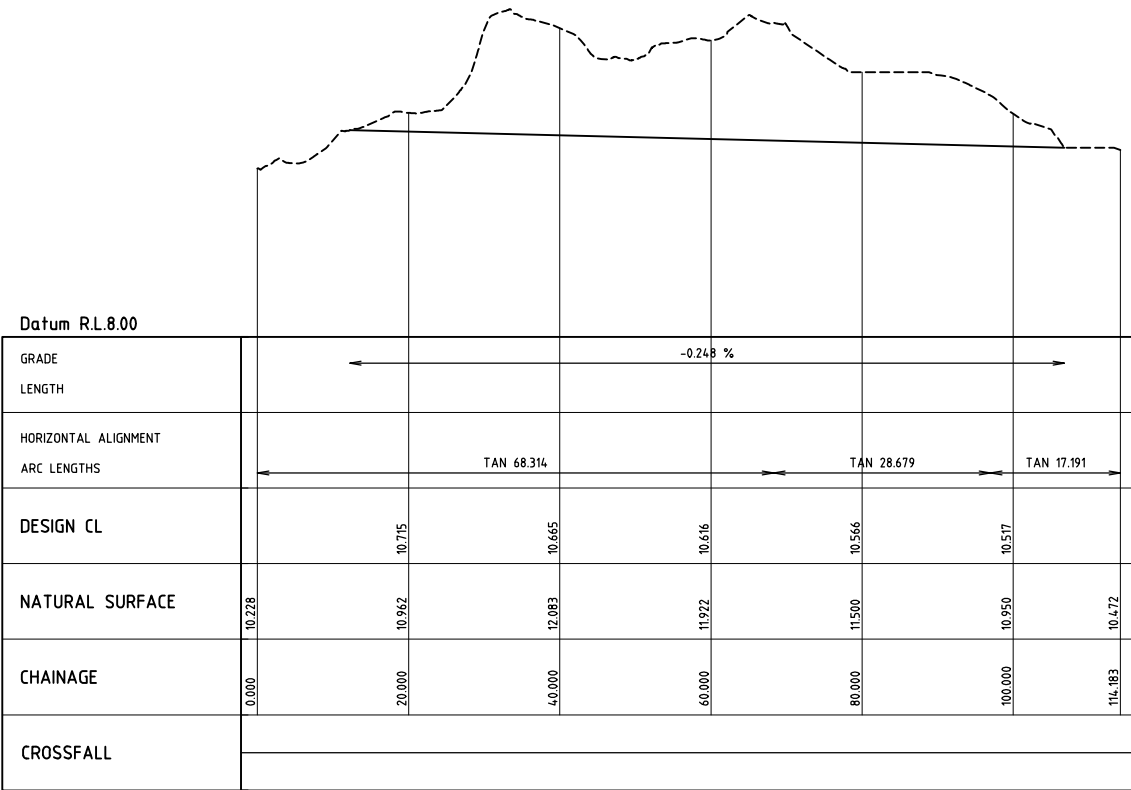 Datum R.L.8.00
GRADE
-0.248 %
LENGTH
HORIZONTAL ALIGNMENT
ARC LENGTHS
TAN 68.314 TAN 28.679 TAN 17.191
DESIGN CL 10.715 10.665 10.616 10.566 10.517
NATURAL SURFACE 10.228 10.962 12.083 11.922 11.500 10.950 10.472
CHAINAGE 0.000 20.000 40.000 60.000 80.000 100.000 114.183
CROSSFALL